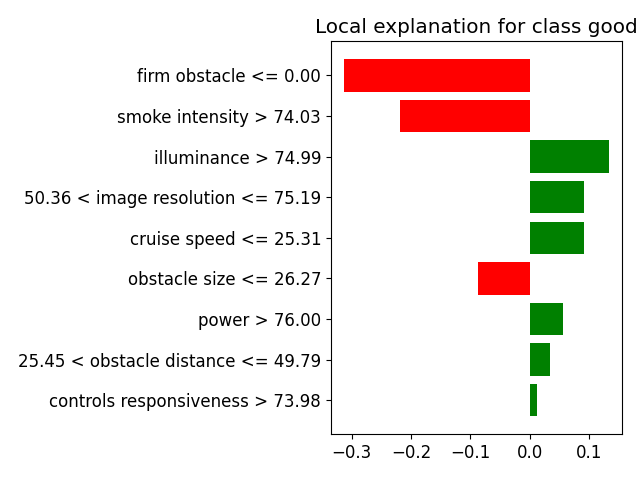 Local explanation for class good
firm obstacle <= 0.00
smoke intensity > 74.03
illuminance > 74.99
50.36 < image resolution <= 75.19
cruise speed <= 25.31
obstacle size <= 26.27
power > 76.00
25.45 < obstacle distance <= 49.79
controls responsiveness > 73.98
−0.3 −0.2 −0.1 0.0 0.1